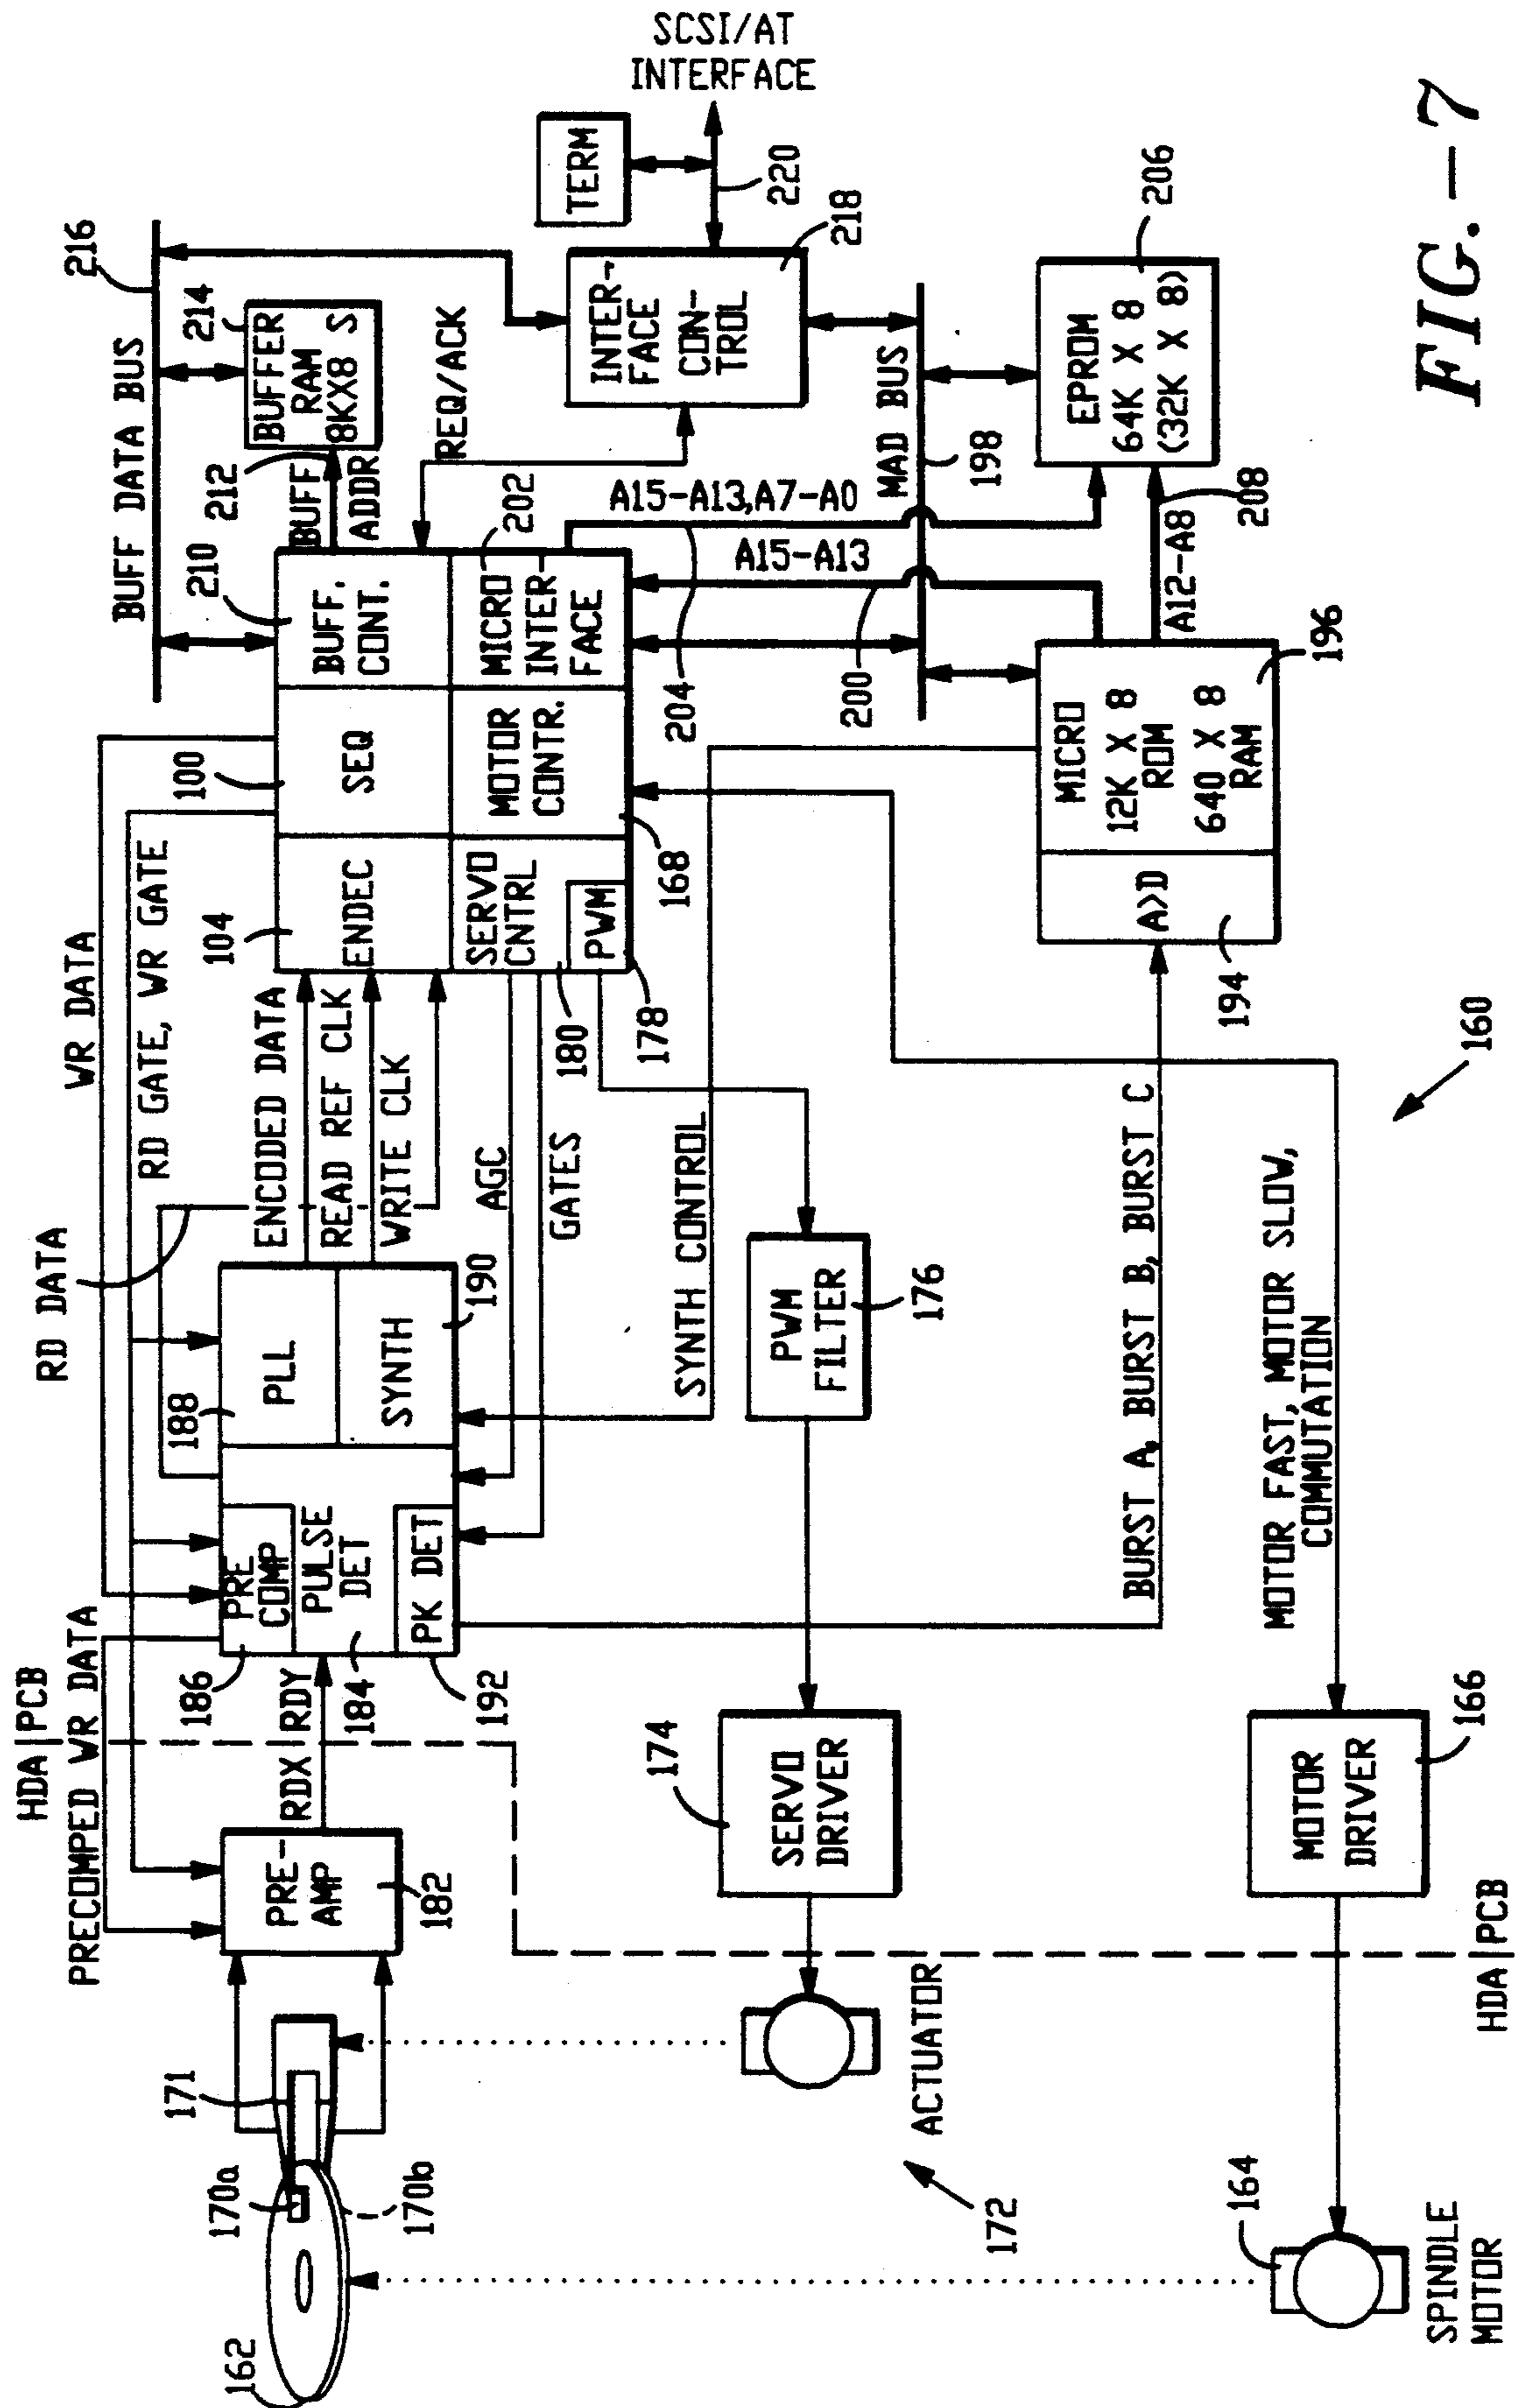 HDA | PCB
RD DATA
WR DATA
RD GATE, WR GATE
PRECOMPED WR DATA
BUFF DATA BUS
216
162
170a
170b
171
PRE-
AMP
182
RDX
RDY
186
PRE
COMP
PULSE
DET
184
PK DET
192
188
PLL
SYNTH
190
ENCODED DATA
READ REF CLK
WRITE CLK
AGC
GATES
104
100
210
ENDEC
SEQ
BUFF.
CONT.
SERVO
CNTRL
PWM
MOTOR
CONTR.
MICRO
INTER-
FACE
180
178
168
202
BUFF
ADDR
212
214
BUFFER
RAM
8KX8 S
REQ/ACK
INTER-
FACE
CON-
TROL
218
TERM
220
SCSI/AT
INTERFACE
SYNTH CONTROL
204
A15-A13,A7-A0
200
A15-A13
MAD BUS
198
174
SERVO
DRIVER
PWM
FILTER
176
ACTUATOR
172
BURST A, BURST B, BURST C
194
A>D
MICRO
12K X 8
ROM
640 X 8
RAM
196
A12-A8
208
EPROM
64K X 8
(32K X 8)
206
MOTOR FAST, MOTOR SLOW,
COMMUTATION
164
SPINDLE
MOTOR
MOTOR
DRIVER
166
HDA | PCB
160
FIG.-7